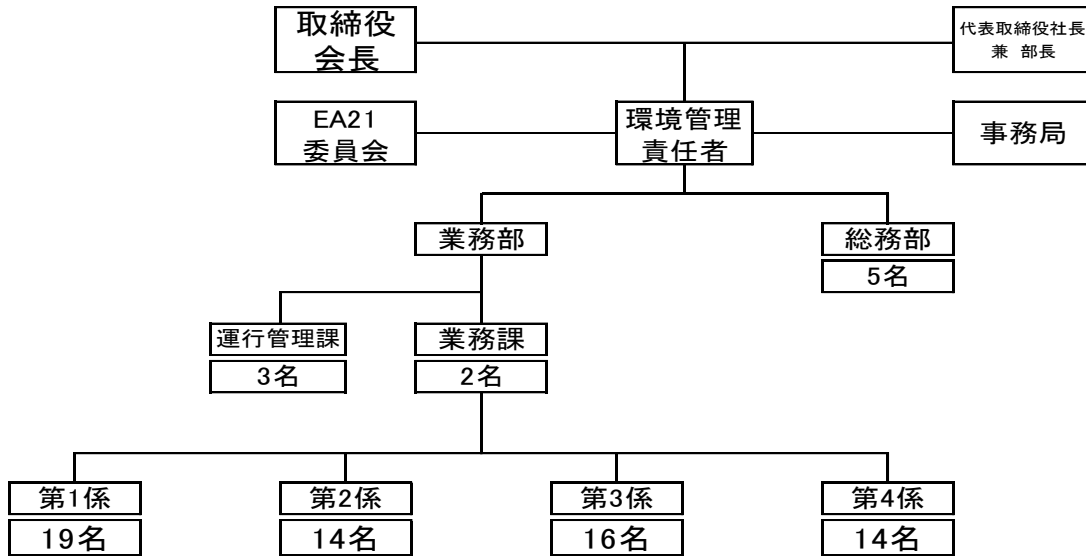 取締役
会長
代表取締役社長
兼 部長
EA21
委員会
環境管理
責任者
事務局
業務部
総務部
5名
運行管理課
業務課
3名
2名
第1係
第2係
第3係
第4係
19名
14名
16名
14名